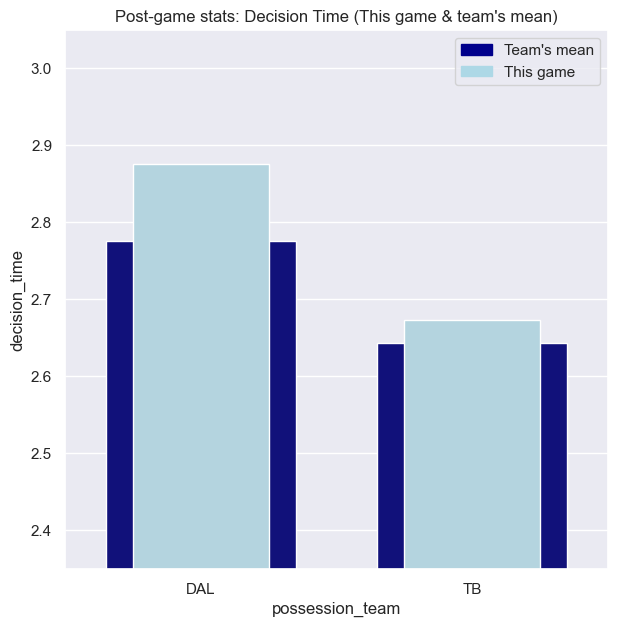 Post-game stats: Decision Time (This game & team's mean)
Team's mean
This game
3.0
2.9
2.8
2.7
2.6
2.5
2.4
decision_time
DAL
TB
possession_team